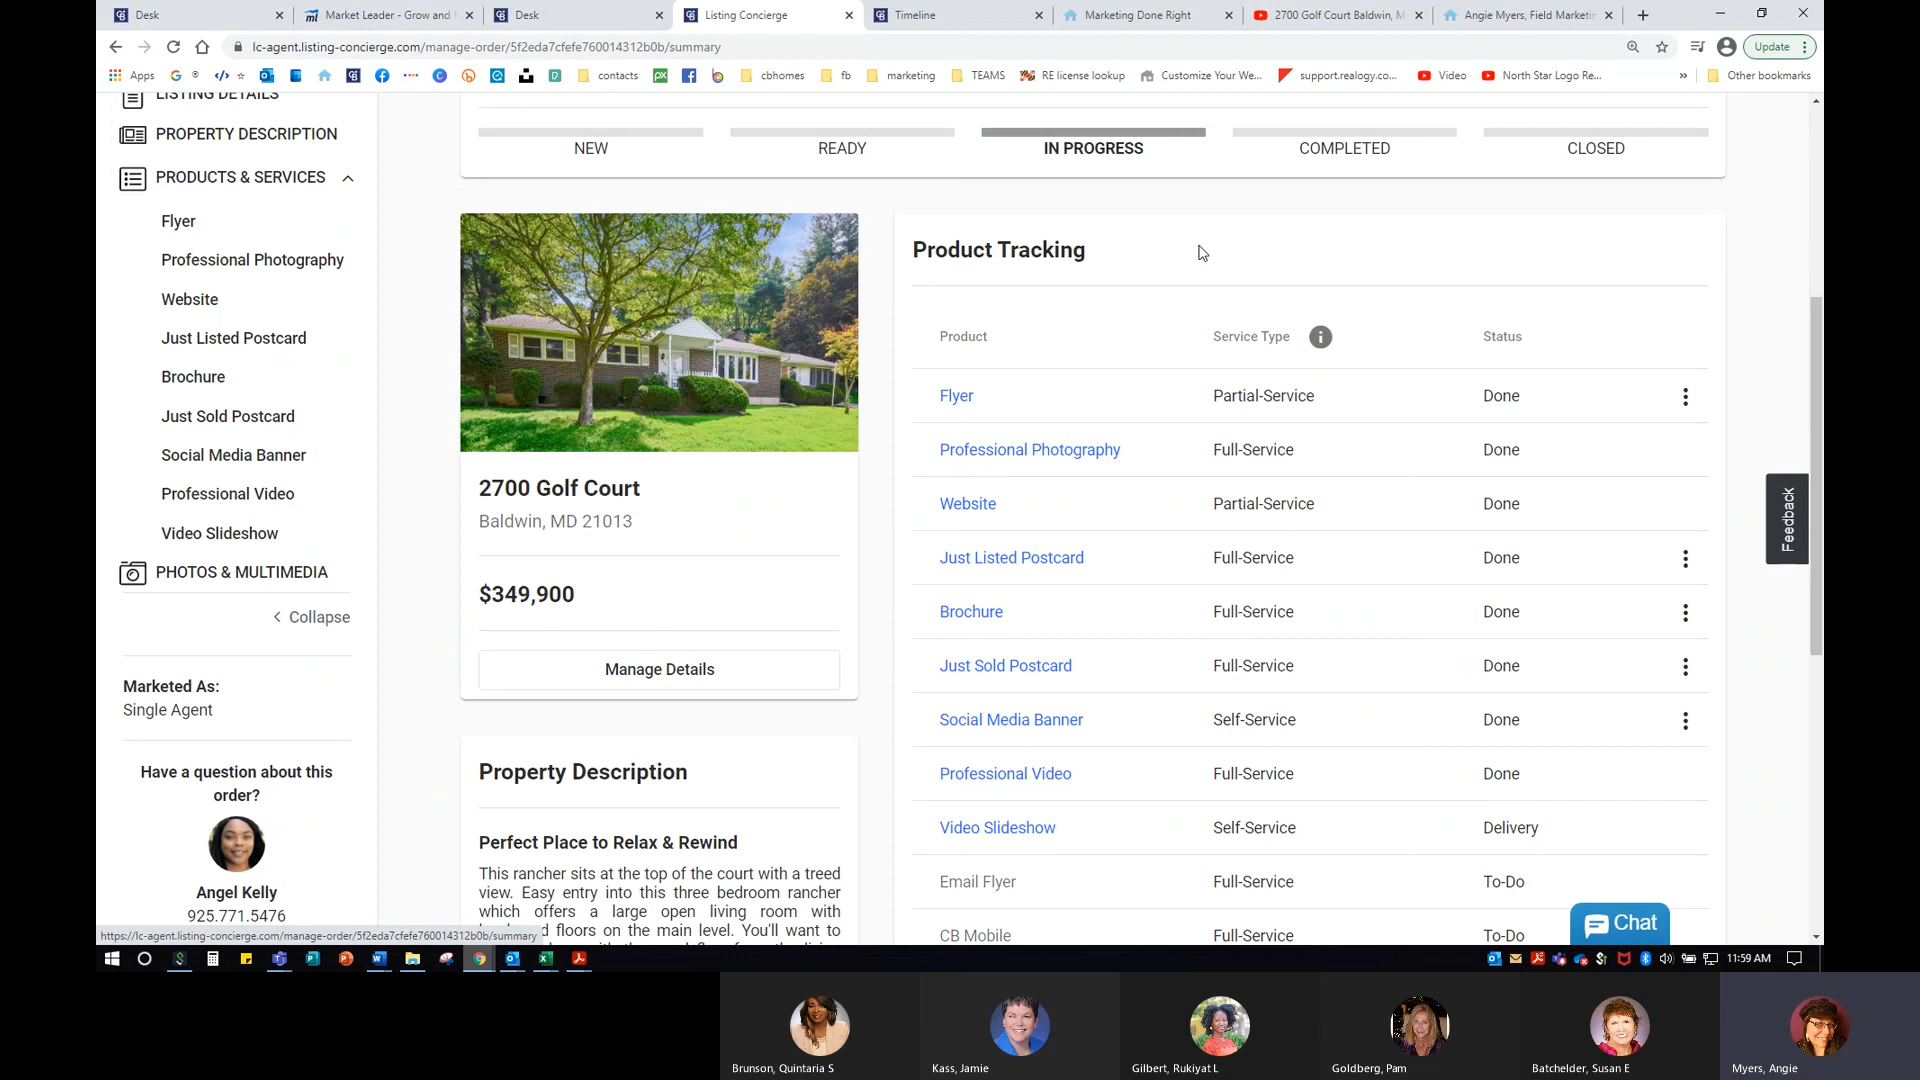 Desk
Market Leader - Grow and
Desk
Listing Concierge
Timeline
Marketing Done Right
2700 Golf Court Baldwin, M
Angie Myers, Field Marketin
lc-agent.listing-concierge.com/manage-order/5f2eda7cfefe760014312b0b/summary
Update
Apps
contacts
cbhomes
fb
marketing
TEAMS
RE license lookup
Customize Your We...
support.realogy.co...
Video
North Star Logo Re...
Other bookmarks
LISTING DETAILS
PROPERTY DESCRIPTION
PRODUCTS & SERVICES
Flyer
Professional Photography
Website
Just Listed Postcard
Brochure
Just Sold Postcard
Social Media Banner
Professional Video
Video Slideshow
PHOTOS & MULTIMEDIA
Collapse
Marketed As:
Single Agent
Have a question about this
order?
Angel Kelly
925.771.5476
NEW
READY
IN PROGRESS
COMPLETED
CLOSED
2700 Golf Court
Baldwin, MD 21013
$349,900
Manage Details
Property Description
Perfect Place to Relax & Rewind
This rancher sits at the top of the court with a treed
view. Easy entry into this three bedroom rancher
which offers a large open living room with
floors on the main level. You'll want to
Product Tracking
Product Service Type Status
Flyer Partial-Service Done
Professional Photography Full-Service Done
Website Partial-Service Done
Just Listed Postcard Full-Service Done
Brochure Full-Service Done
Just Sold Postcard Full-Service Done
Social Media Banner Self-Service Done
Professional Video Full-Service Done
Video Slideshow Self-Service Delivery
Email Flyer Full-Service To-Do
CB Mobile Full-Service To-Do
Feedback
Chat
https://lc-agent.listing-concierge.com/manage-order/5f2eda7cfefe760014312b0b/summary
11:59 AM
Brunson, Quintaria S
Kass, Jamie
Gilbert, Rukiyat L
Goldberg, Pam
Batchelder, Susan E
Myers, Angie